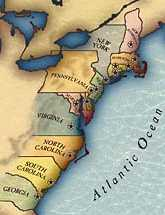 NEW
YORK
PENNSYLVANIA
VIRGINIA
NORTH
CAROLINA
SOUTH
CAROLINA
GEORGIA
Atlantic Ocean